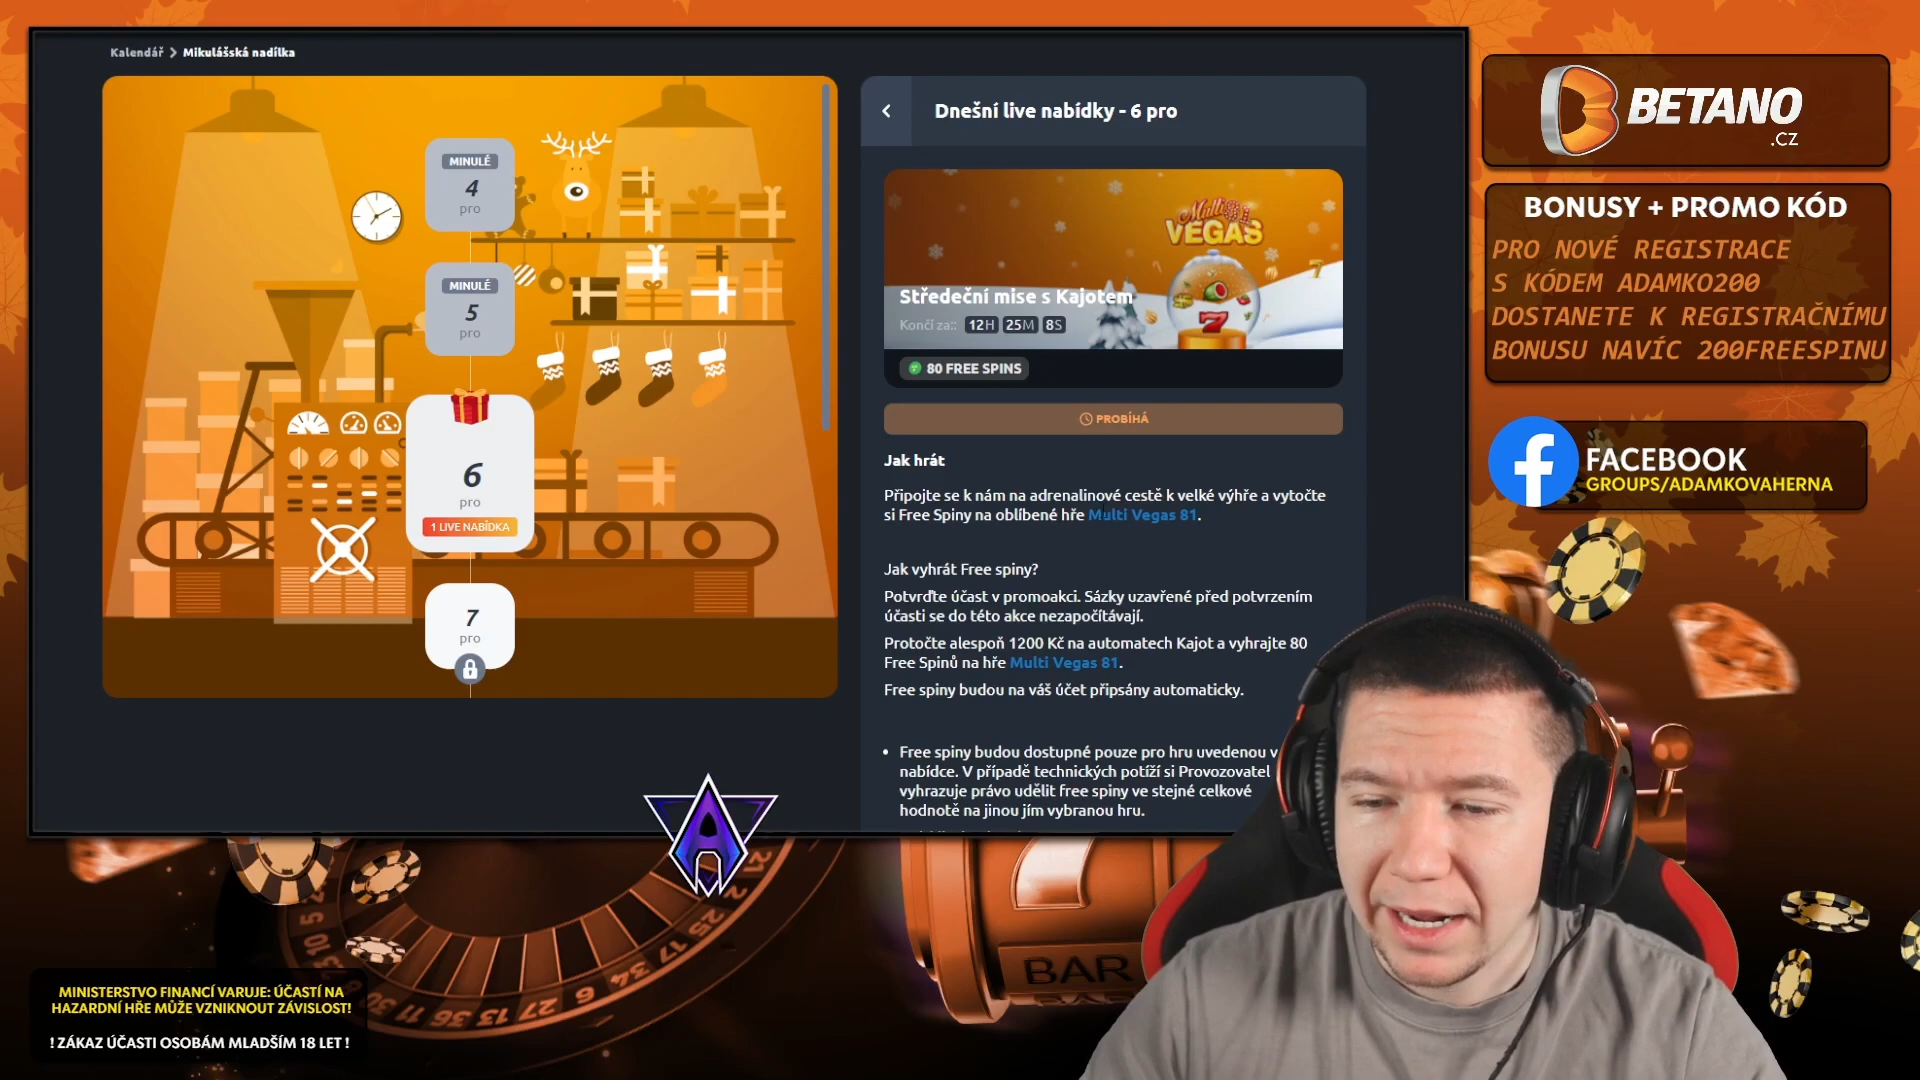 Kalendář > Mikulášská nadílka
MINULÉ
4
pro
MINULÉ
5
pro
6
pro
1 LIVE NABÍDKA
7
pro
Dnešní live nabídky - 6 pro
Multi 81
VEGAS
Středeční mise s Kajotem
Končí za:: 12H 25M 8S
80 FREE SPINS
PROBÍHÁ
Jak hrát
Připojte se k nám na adrenalinové cestě k velké výhře a vytočte
si Free Spiny na oblíbené hře Multi Vegas 81.
Jak vyhrát Free spiny?
Potvrďte účast v promoakci. Sázky uzavřené před potvrzením
účasti se do této akce nezapočítávají.
Protočte alespoň 1200 Kč na automatech Kajot a vyhrajte 80
Free Spinů na hře Multi Vegas 81.
Free spiny budou na váš účet připsány automaticky.
• Free spiny budou dostupné pouze pro hru uvedenou v
nabídce. V případě technických potíží si Provozovatel
vyhrazuje právo udělit free spiny ve stejné celkové
hodnotě na jinou jím vybranou hru.
BETANO
.CZ
BONUSY + PROMO KÓD
PRO NOVÉ REGISTRACE
S KÓDEM ADAMKO200
DOSTANETE K REGISTRAČNÍMU
BONUSU NAVÍC 200FREESPINU
FACEBOOK
GROUPS/ADAMKOVAHERNA
BAR
MINISTERSTVO FINANCÍ VARUJE: ÚČASTÍ NA
HAZARDNÍ HŘE MŮŽE VZNIKNOUT ZÁVISLOST!
! ZÁKAZ ÚČASTI OSOBÁM MLADŠÍM 18 LET !